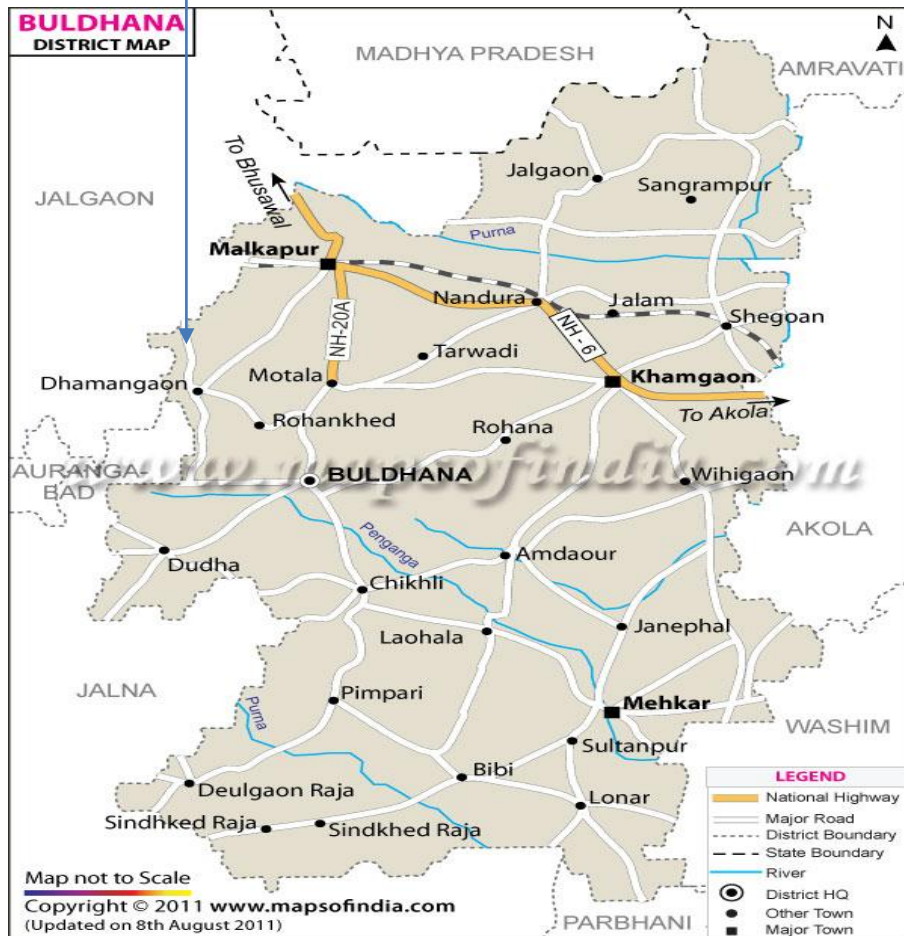 BULDHANA
DISTRICT MAP
N
MADHYA PRADESH
AMRAVATI
To Bhusawal
JALGAON
Jalgaon
Sangrampur
Purna
Malkapur
Nandura
Jalam
Shegoan
NH-20A
NH - 6
Tarwadi
Dhamangaon
Motala
Khamgaon
To Akola
Rohankhed
Rohana
AURANGA-
BAD
BULDHANA
www.mapsofindia.com
Wihigaon
Penganga
AKOLA
Dudha
Amdaour
Chikhli
Laohala
Janephal
JALNA
Pimpari
Purna
Mehkar
WASHIM
Sultanpur
Bibi
Deulgaon Raja
Lonar
Sindhked Raja
Sindkhed Raja
LEGEND
National Highway
Major Road
District Boundary
State Boundary
River
District HQ
Other Town
Major Town
Map not to Scale
Copyright © 2011 www.mapsofindia.com
(Updated on 8th August 2011)
PARBHANI